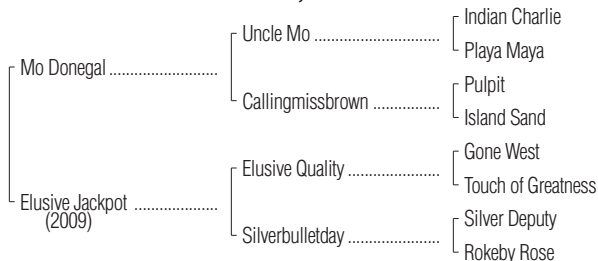 Indian Charlie
Uncle Mo
Playa Maya
Mo Donegal
Pulpit
Callingmissbrown
Island Sand
Gone West
Elusive Quality
Touch of Greatness
Elusive Jackpot
(2009)
Silver Deputy
Silverbulletday
Rokeby Rose